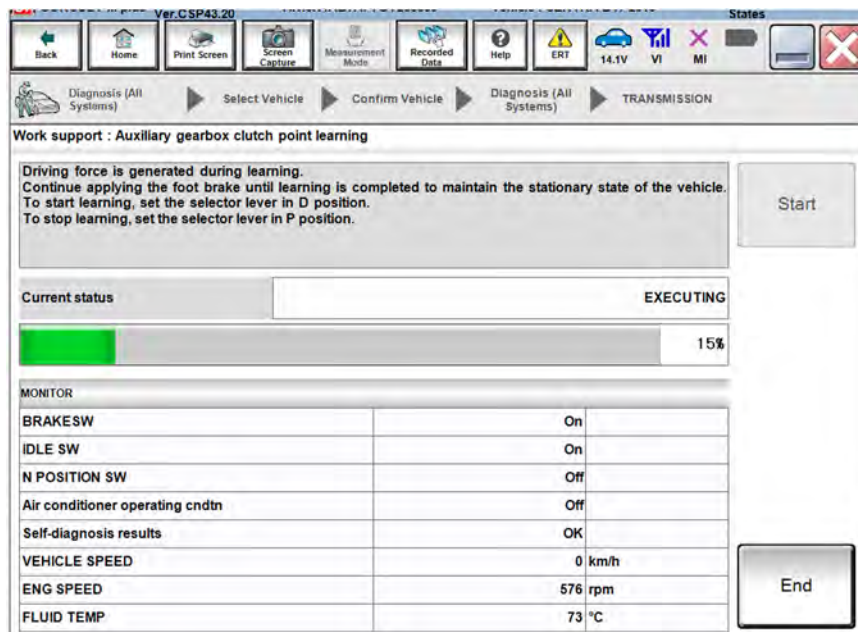 Ver.CSP43.20
States
Back
Home
Print Screen
Screen Capture
Measurement Mode
Recorded Data
Help
ERT
14.1V
VI
MI
Diagnosis (All Systems)
Select Vehicle
Confirm Vehicle
Diagnosis (All Systems)
TRANSMISSION
Work support : Auxiliary gearbox clutch point learning
Driving force is generated during learning.
Continue applying the foot brake until learning is completed to maintain the stationary state of the vehicle.
To start learning, set the selector lever in D position.
To stop learning, set the selector lever in P position.
Start
Current status EXECUTING
15%
MONITOR
BRAKESW On
IDLE SW On
N POSITION SW Off
Air conditioner operating cndtn Off
Self-diagnosis results OK
VEHICLE SPEED 0 km/h
ENG SPEED 576 rpm
FLUID TEMP 73 °C
End